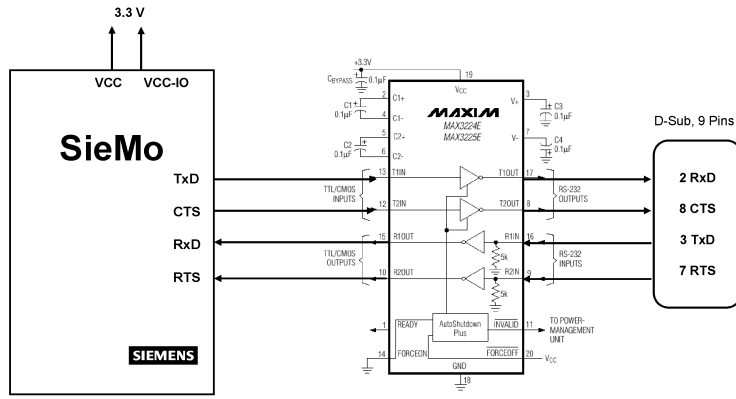 3.3 V
VCC VCC-IO
SieMo
TxD
CTS
RxD
RTS
SIEMENS
+3.3V
CBYPASS
0.1μF
19
VCC
2 C1+
C1
0.1μF
4 C1-
5 C2+
C2
0.1μF
6 C2-
MAXIM
MAX3224E
MAX3225E
V+ 3
C3
0.1μF
V- 7
C4
0.1μF
TTL/CMOS
INPUTS
13 T1IN T1OUT 17
12 T2IN T2OUT 8
RS-232
OUTPUTS
TTL/CMOS
OUTPUTS
15 R1OUT R1IN 16
5k
10 R2OUT R2IN 9
5k
RS-232
INPUTS
1 READY
AutoShutdown
Plus
INVALID 11
TO POWER-
MANAGEMENT
UNIT
14 FORCEON FORCEOFF 20 VCC
GND
18
D-Sub, 9 Pins
2 RxD
8 CTS
3 TxD
7 RTS